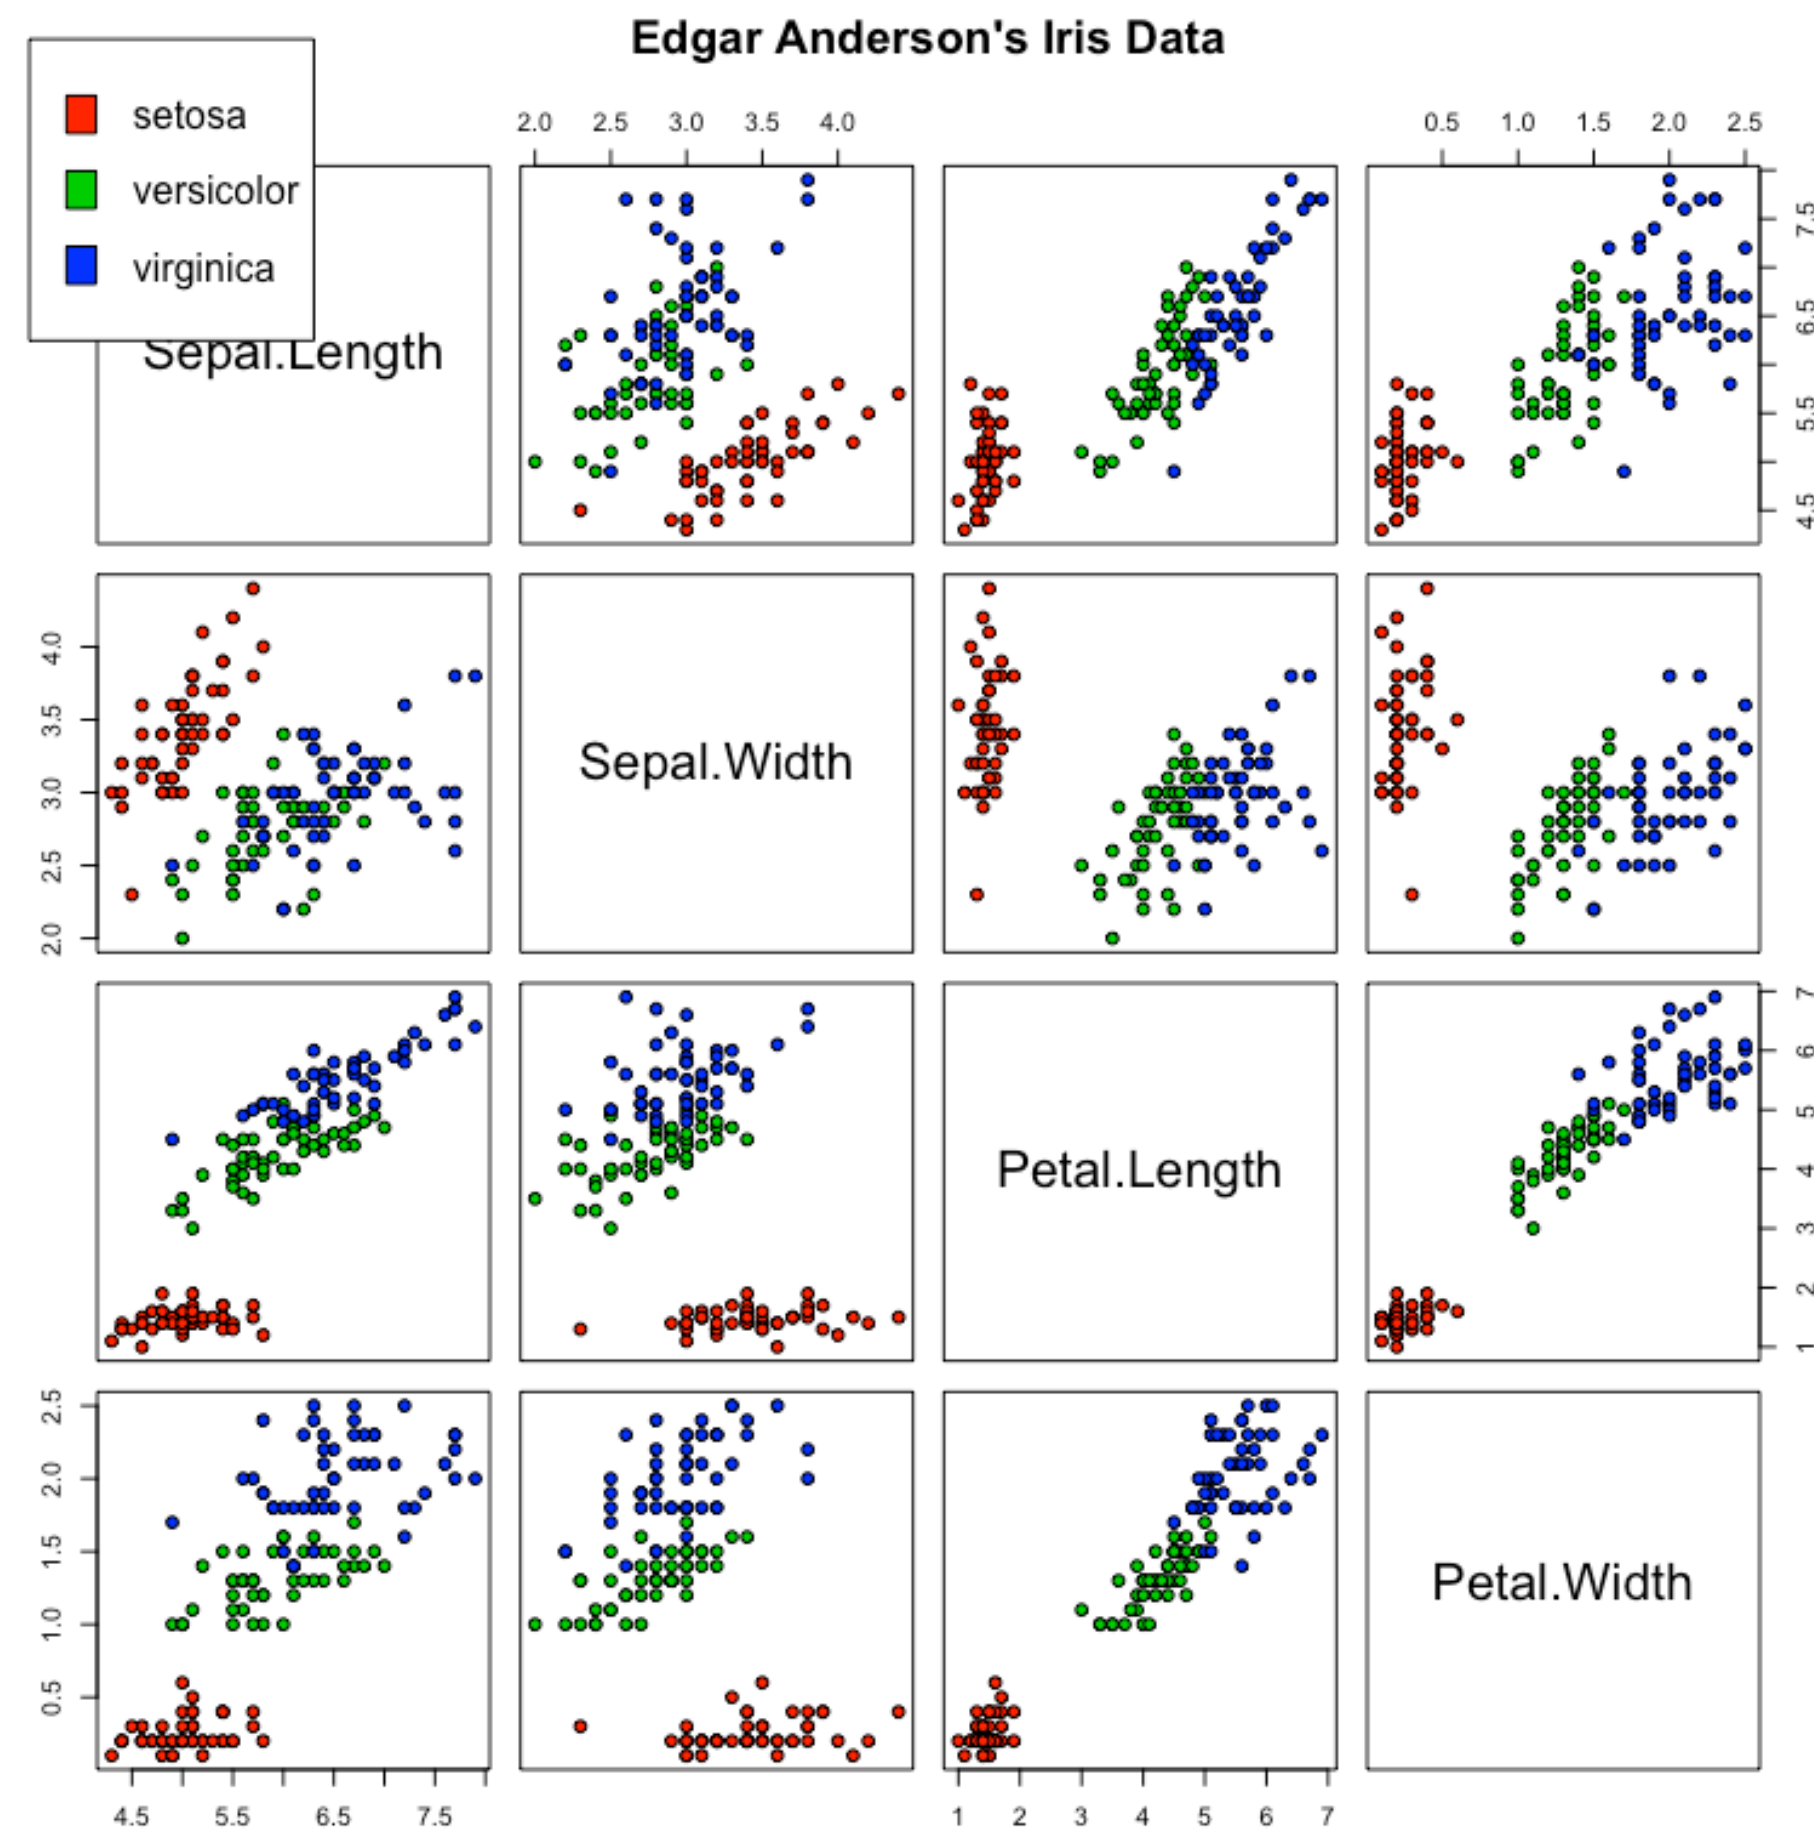 Edgar Anderson's Iris Data
setosa
versicolor
virginica
2.0 2.5 3.0 3.5 4.0
0.5 1.0 1.5 2.0 2.5
Sepal.Length
4.5 5.5 6.5 7.5
2.0 2.5 3.0 3.5 4.0
Sepal.Width
Petal.Length
1 2 3 4 5 6 7
0.5 1.0 1.5 2.0 2.5
Petal.Width
4.5 5.5 6.5 7.5
1 2 3 4 5 6 7